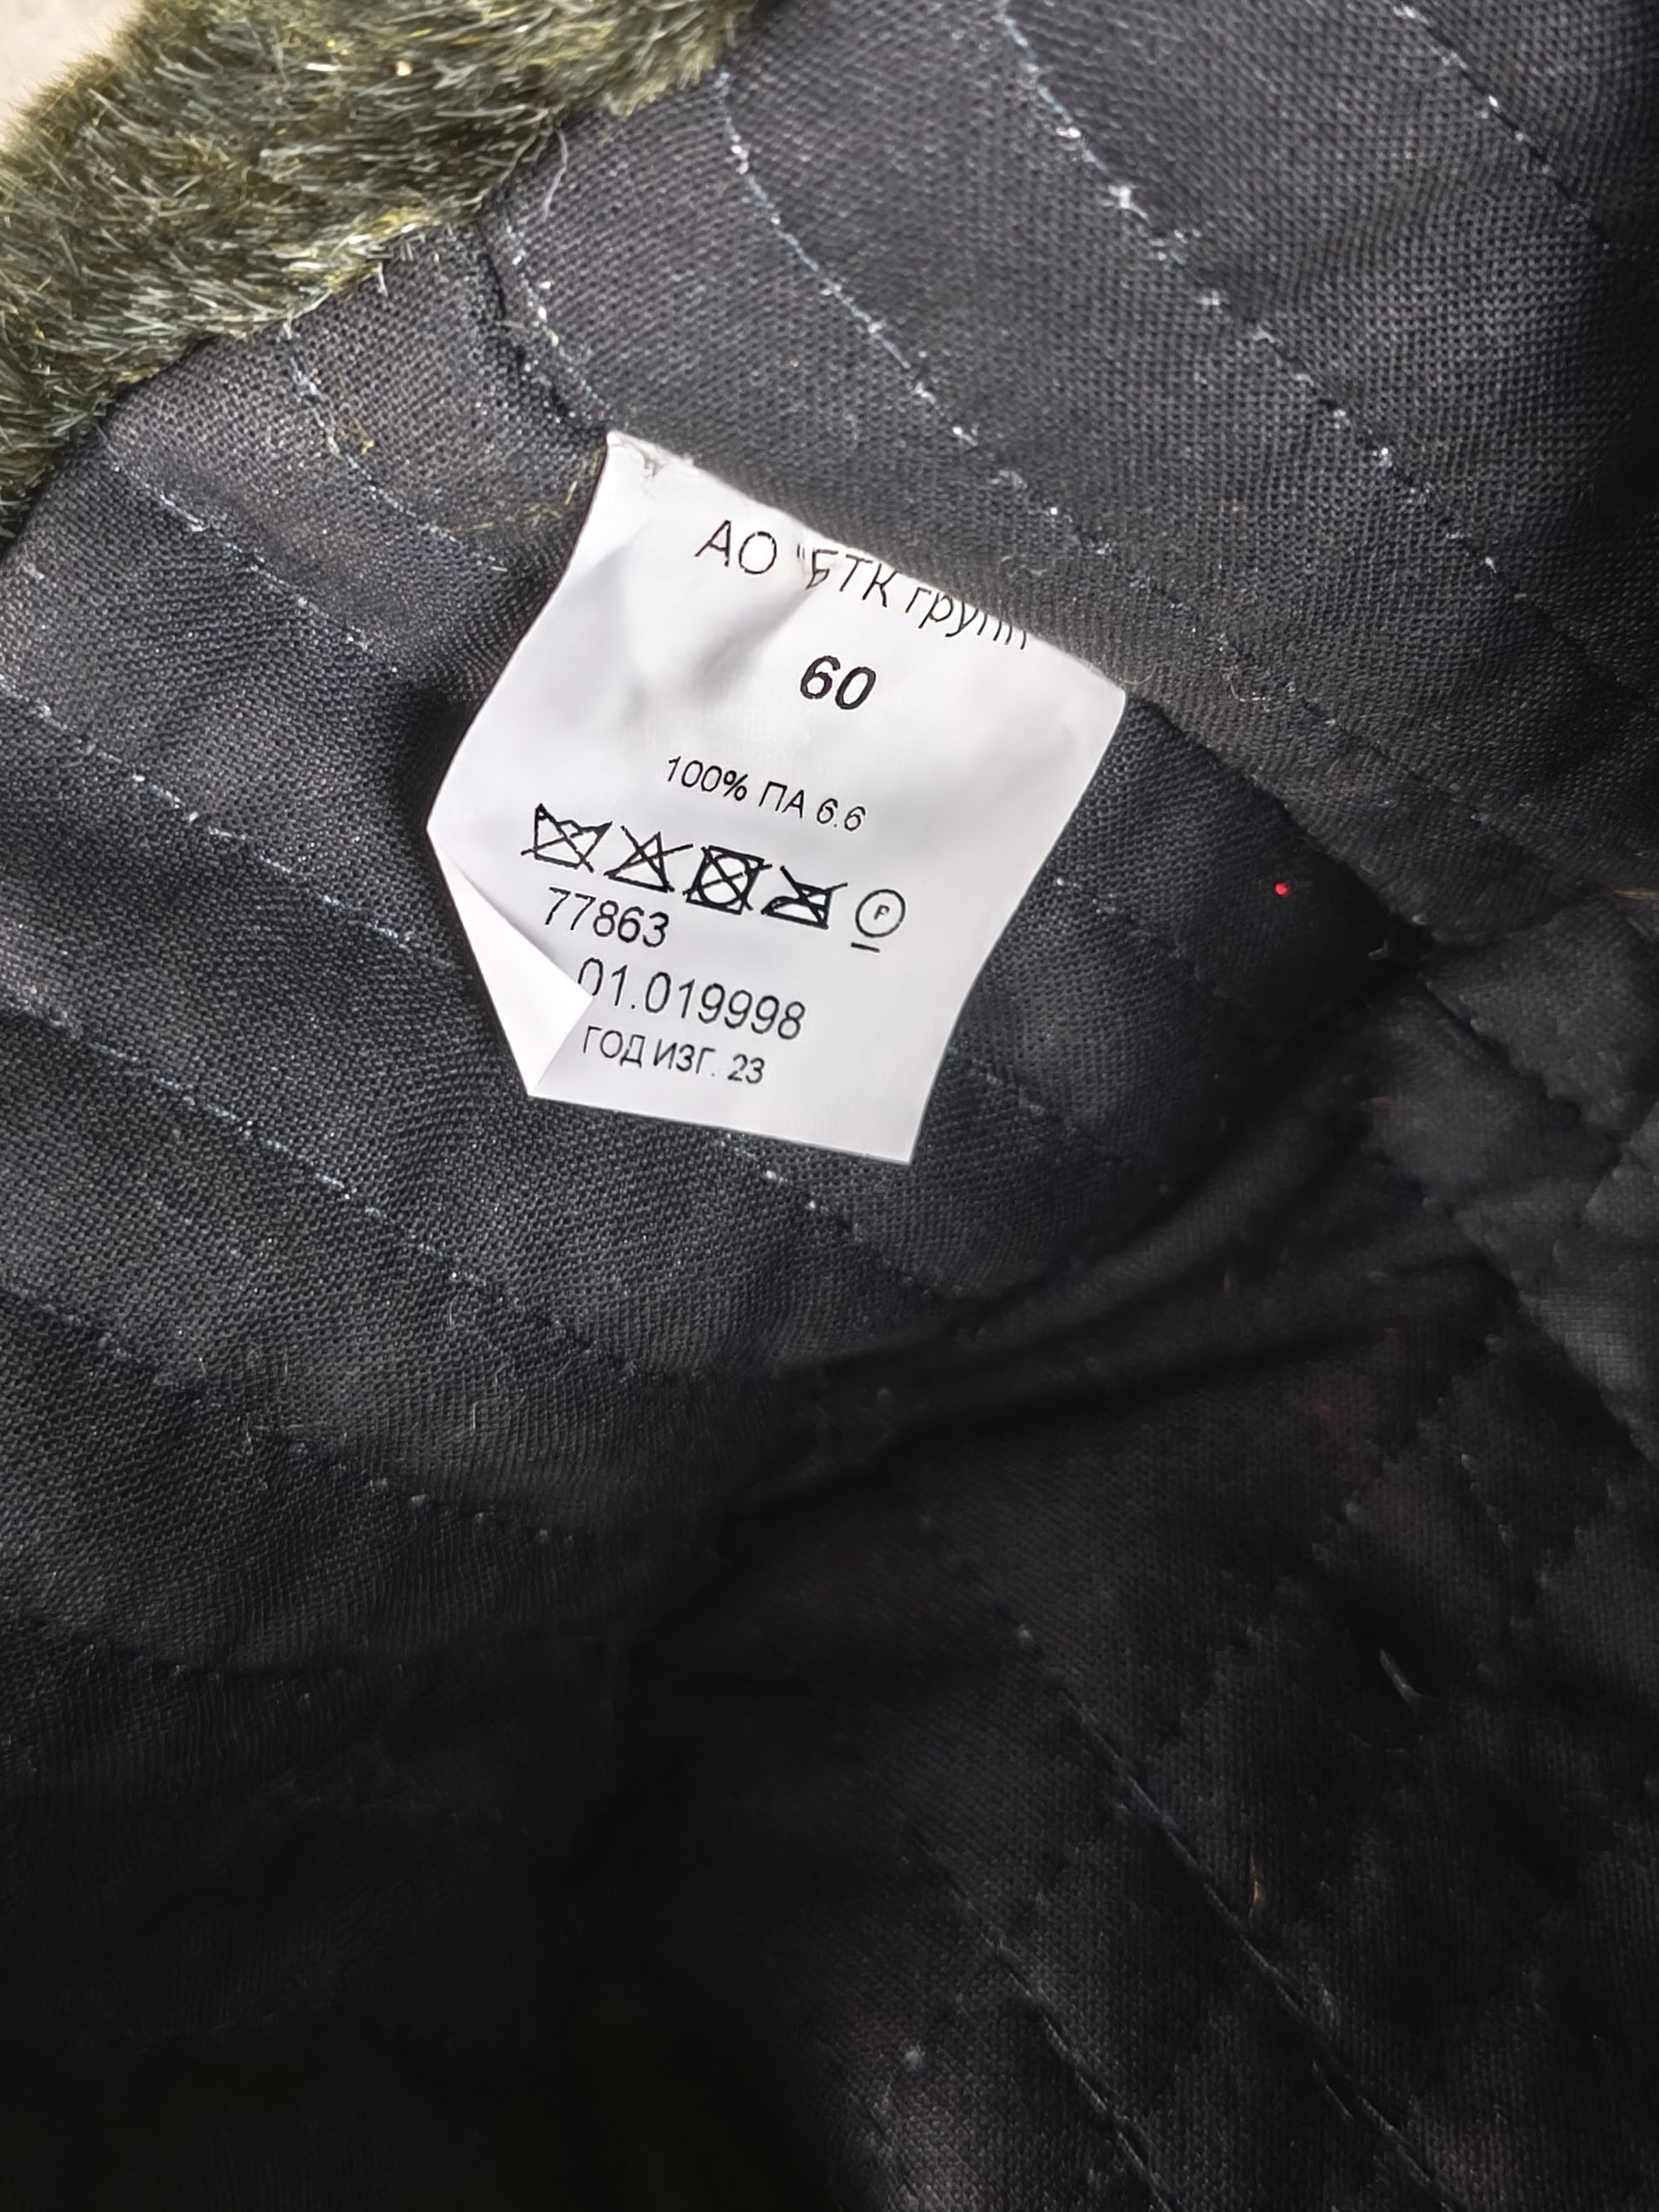 АО "БТК групп
60
100% ПА 6.6
P
77863
01.019998
ГОД ИЗГ. 23